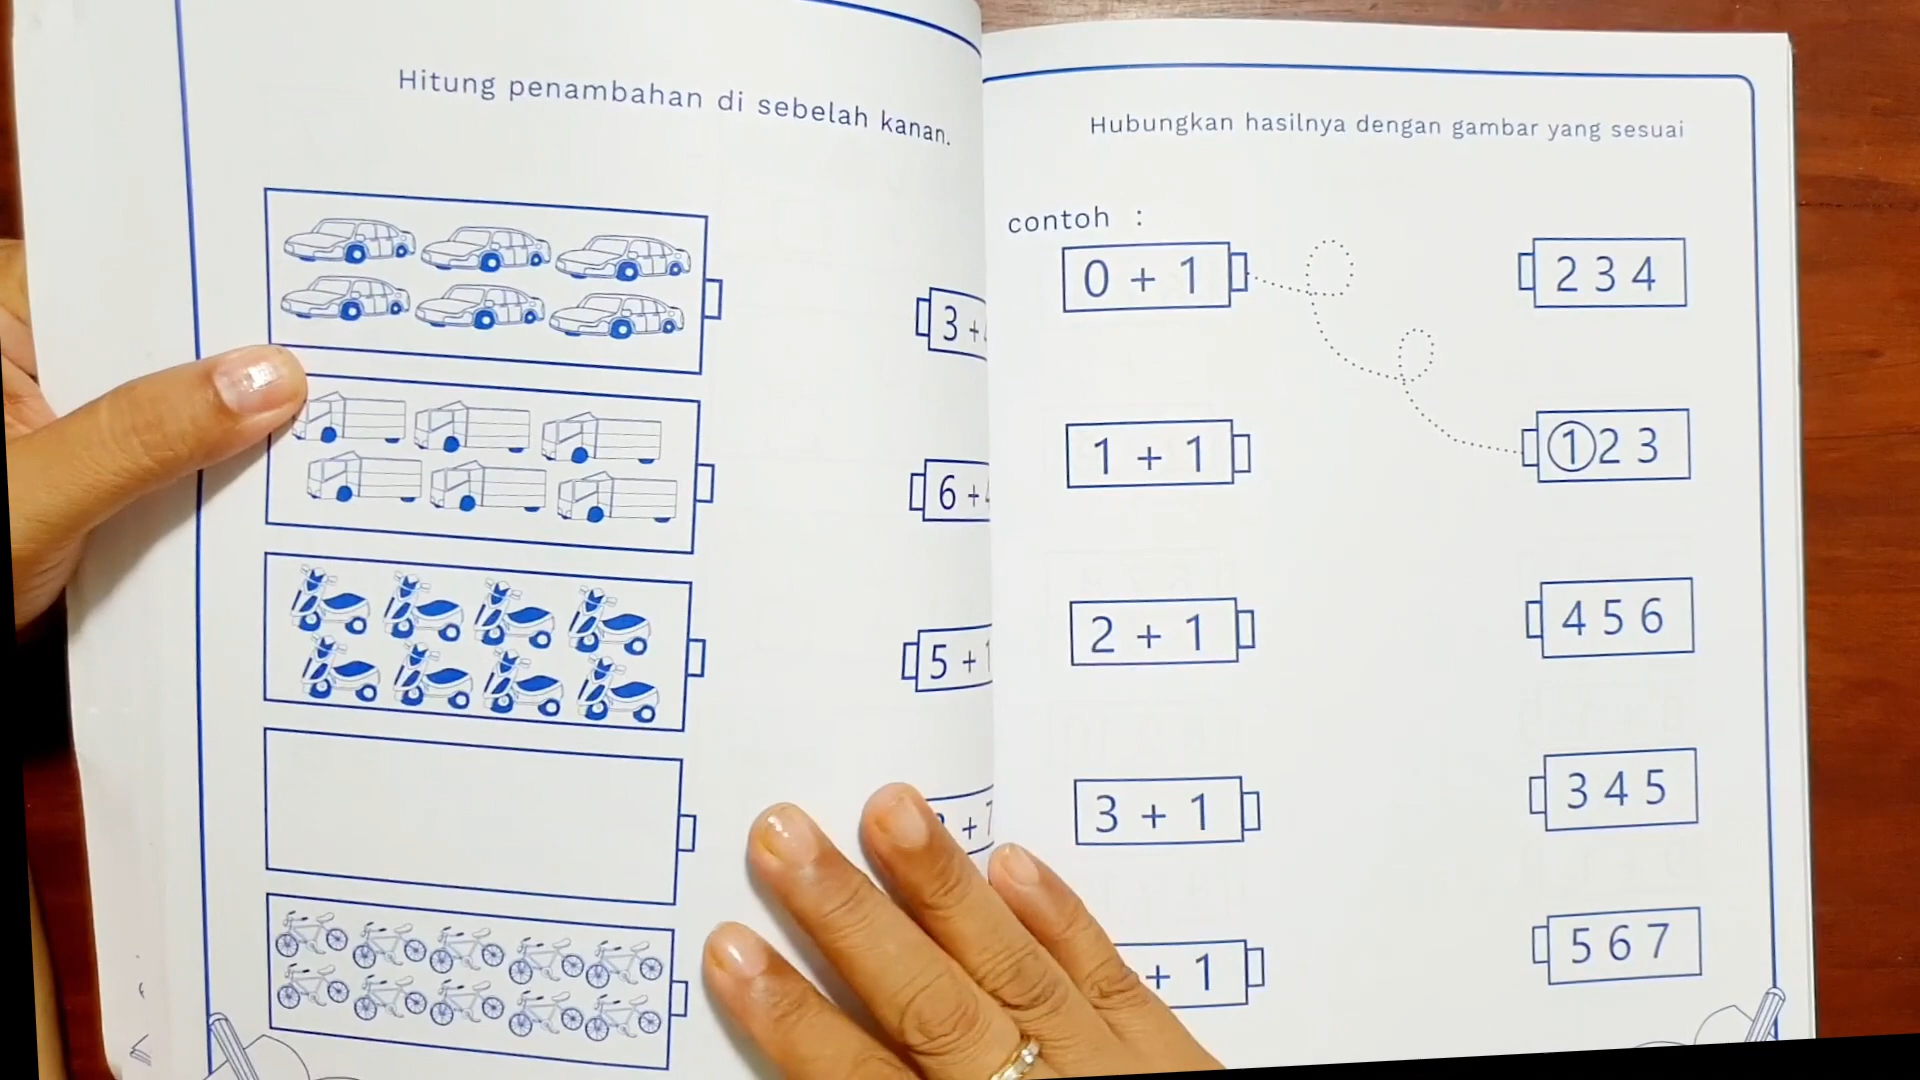 Hitung penambahan di sebelah kanan.
3 +
6 +
5 + 1
+ 7
Hubungkan hasilnya dengan gambar yang sesuai
contoh :
0 + 1
2 3 4
1 + 1
1 2 3
2 + 1
4 5 6
3 + 1
3 4 5
+ 1
5 6 7